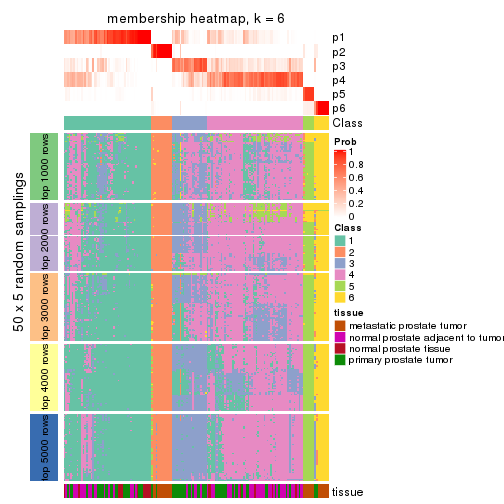 membership heatmap, k = 6
p1
p2
p3
p4
p5
p6
Class
50 x 5 random samplings
top 1000 rows
top 2000 rows
top 3000 rows
top 4000 rows
top 5000 rows
Prob
1
0.8
0.6
0.4
0.2
0
Class
1
2
3
4
5
6
tissue
metastatic prostate tumor
normal prostate adjacent to tumor
normal prostate tissue
primary prostate tumor
tissue